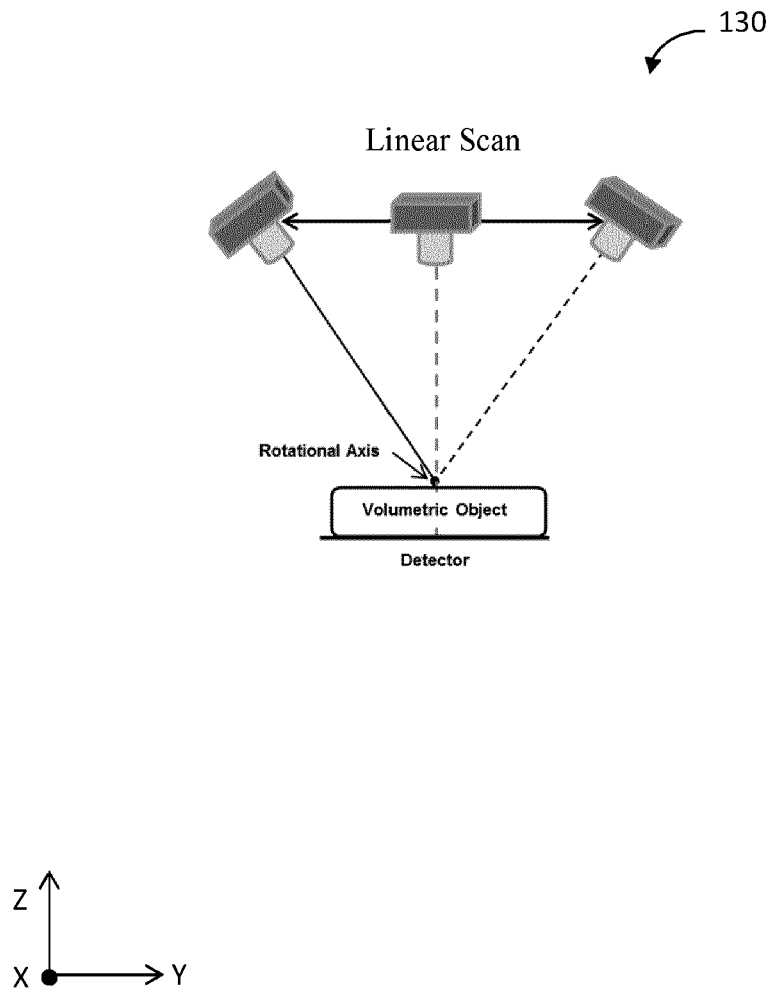 130
Linear Scan
Rotational Axis
Volumetric Object
Detector
Z
X
Y